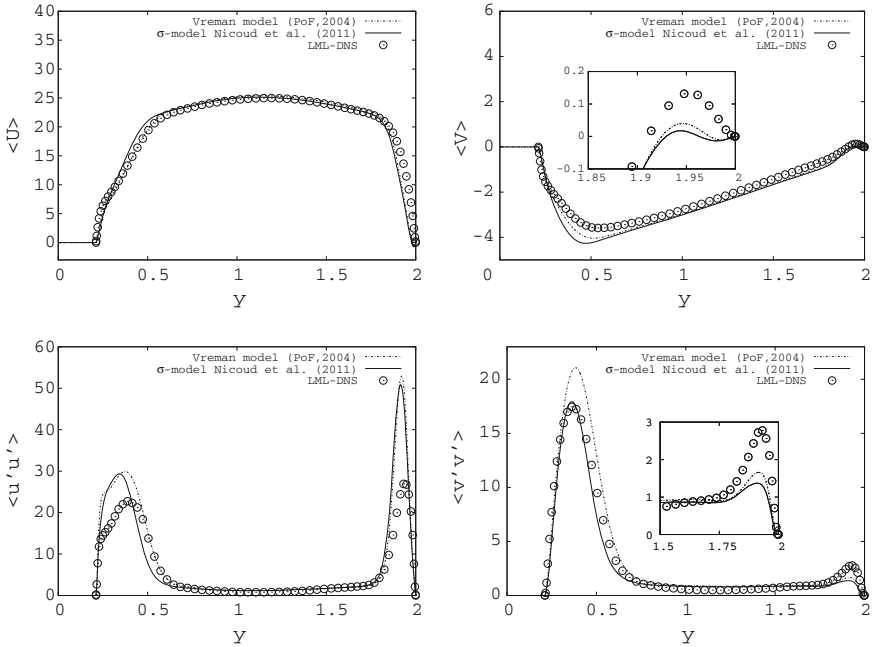 Vreman model (PoF,2004)
σ-model Nicoud et al. (2011)
LML-DNS
<U>
40
35
30
25
20
15
10
5
0
0 0.5 1 1.5 2
y
Vreman model (PoF,2004)
σ-model Nicoud et al. (2011)
LML-DNS
<V>
6
4
2
0
-2
-4
0 0.5 1 1.5 2
y
0.2
0.1
0
-0.1
1.85 1.9 1.95 2
Vreman model (PoF,2004)
σ-model Nicoud et al. (2011)
LML-DNS
<u'u'>
60
50
40
30
20
10
0
0 0.5 1 1.5 2
y
Vreman model (PoF,2004)
σ-model Nicoud et al. (2011)
LML-DNS
<v'v'>
20
15
10
5
0
0 0.5 1 1.5 2
y
3
2
1
0
1.5 1.75 2